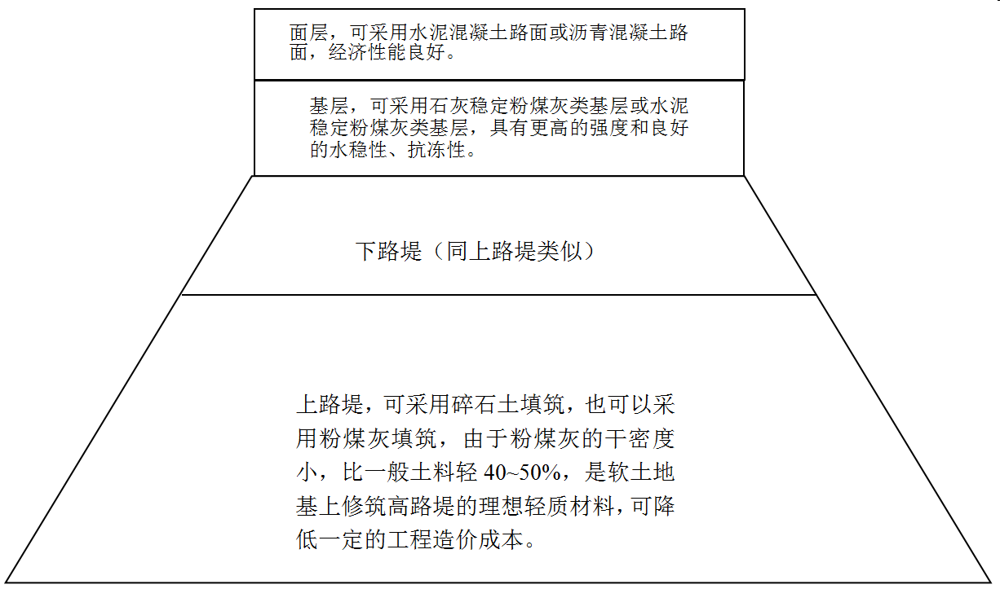 面层，可采用水泥混凝土路面或沥青混凝土路
面，经济性能良好。
基层，可采用石灰稳定粉煤灰类基层或水泥
稳定粉煤灰类基层，具有更高的强度和良好
的水稳性、抗冻性。
下路堤（同上路堤类似）
上路堤，可采用碎石土填筑，也可以采
用粉煤灰填筑，由于粉煤灰的干密度
小，比一般土料轻 40~50%，是软土地
基上修筑高路堤的理想轻质材料，可降
低一定的工程造价成本。